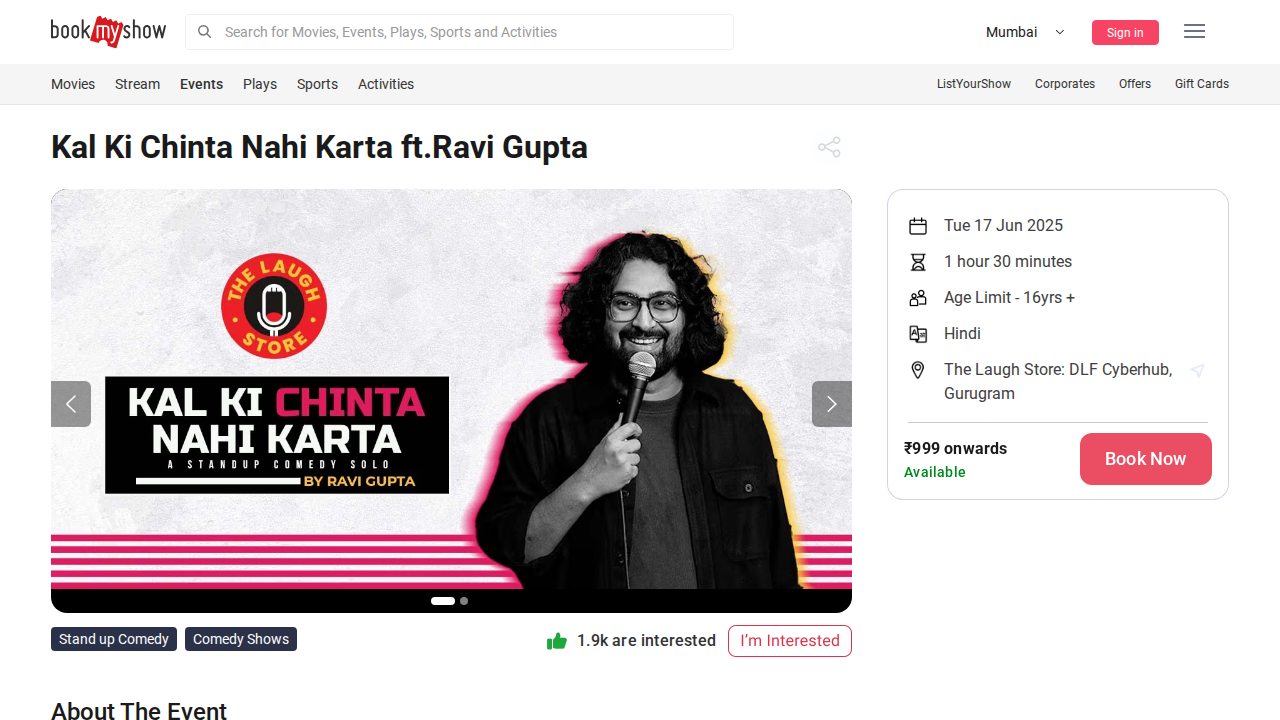 book my show
Search for Movies, Events, Plays, Sports and Activities
Mumbai
Sign in
Movies Stream Events Plays Sports Activities
ListYourShow Corporates Offers Gift Cards
Kal Ki Chinta Nahi Karta ft.Ravi Gupta
THE LAUGH
STORE
KAL KI CHINTA
NAHI KARTA
A STANDUP COMEDY SOLO
BY RAVI GUPTA
Tue 17 Jun 2025
1 hour 30 minutes
Age Limit - 16yrs +
Hindi
The Laugh Store: DLF Cyberhub,
Gurugram
₹999 onwards
Available
Book Now
Stand up Comedy
Comedy Shows
1.9k are interested
I'm Interested
About The Event